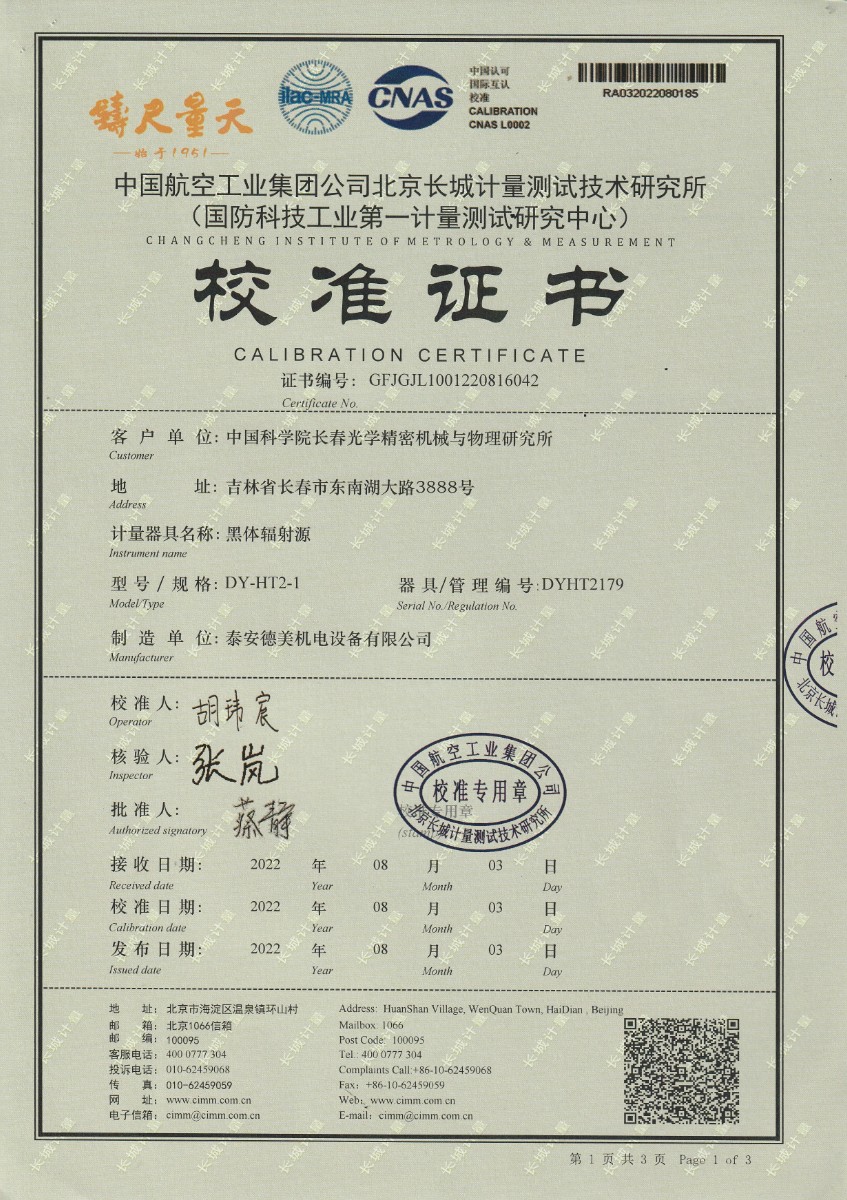 鑄尺量天
始于1951
ilac-MRA
CNAS
中国认可
国际互认
校准
CALIBRATION
CNAS L0002
RA032022080185
中国航空工业集团公司北京长城计量测试技术研究所
（国防科技工业第一计量测试研究中心）
CHANGCHENG INSTITUTE OF METROLOGY & MEASUREMENT
校准证书
CALIBRATION CERTIFICATE
证书编号: GFJGJL1001220816042
Certificate No.
客户单位: 中国科学院长春光学精密机械与物理研究所
Customer
地 址: 吉林省长春市东南湖大路3888号
Address
计量器具名称: 黑体辐射源
Instrument name
型号/规格: DY-HT2-1 器具/管理编号:DYHT2179
Model/Type Serial No./Regulation No.
制造单位: 泰安德美机电设备有限公司
Manufacturer
校准人: 胡玮宸
Operator
核验人: 张岚
Inspector
批准人: 蔡静
Authorized signatory
中国航空工业集团公司
校准专用章
北京长城计量测试技术研究所
接收日期: 2022 年 08 月 03 日
Received date Year Month Day
校准日期: 2022 年 08 月 03 日
Calibration date Year Month Day
发布日期: 2022 年 08 月 03 日
Issued date Year Month Day
地 址: 北京市海淀区温泉镇环山村 Address: HuanShan Village, WenQuan Town, HaiDian , Beijing
邮 箱: 北京1066信箱 Mailbox 1066
邮 编: 100095 Post Code: 100095
客服电话: 400 0777 304 Tel.: 400 0777 304
投诉电话: 010-62459068 Complaints Call:+86-10-62459068
传 真: 010-62459059 Fax: +86-10-62459059
网 址: www.cimm.com.cn Web: www.cimm.com.cn
电子信箱: cimm@cimm.com.cn E-mail: cimm@cimm.com.cn
第 1 页 共 3 页 Page 1 of 3